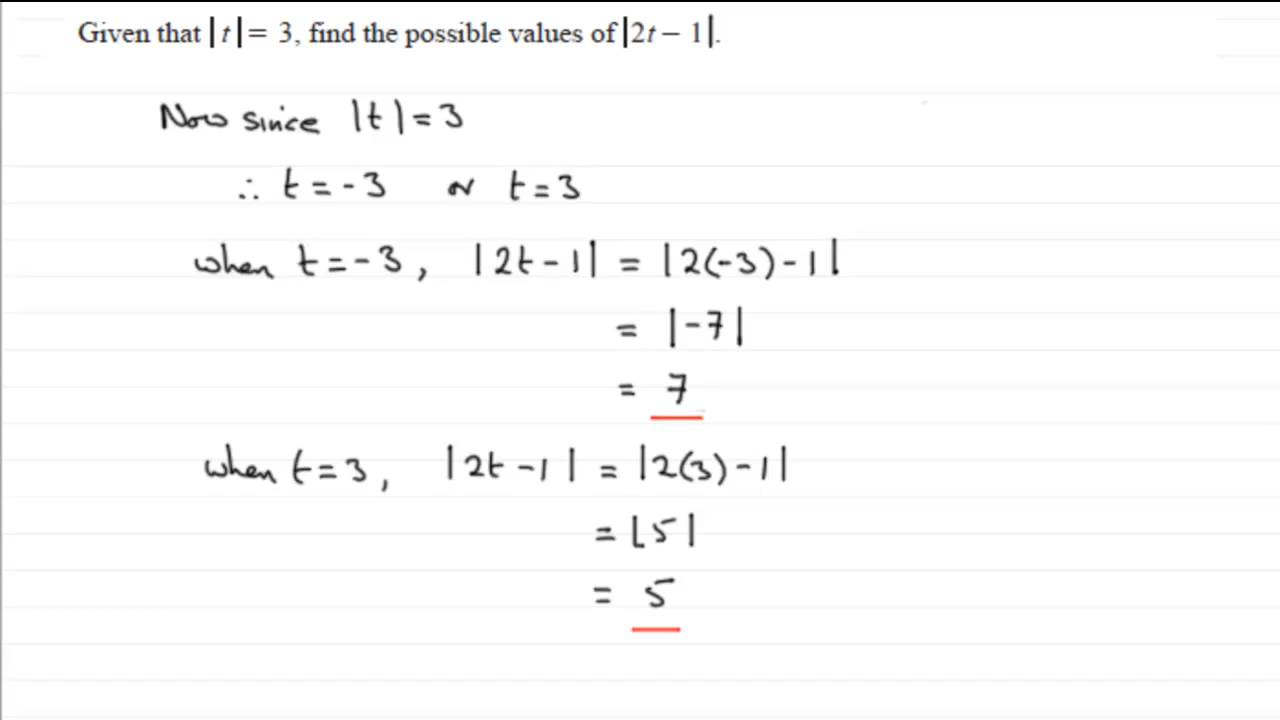 Given that |t| = 3, find the possible values of |2t − 1|.
Now since |t| = 3
∴ t = -3 or t = 3
when t = -3, |2t - 1| = |2(-3) - 1|
= |-7|
= 7
when t = 3, |2t - 1| = |2(3) - 1|
= |5|
= 5